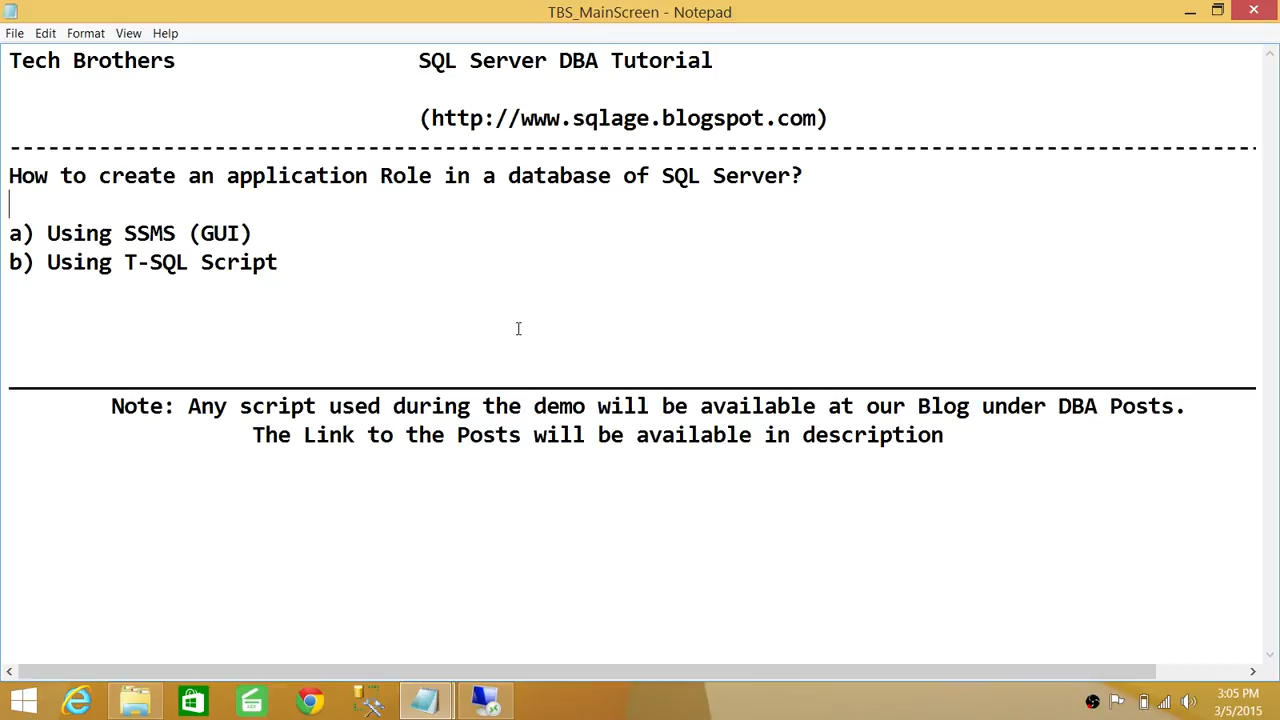 TBS_MainScreen - Notepad
File Edit Format View Help
Tech Brothers SQL Server DBA Tutorial
(http://www.sqlage.blogspot.com)
--------------------------------------------------------------------------------------------------
How to create an application Role in a database of SQL Server?
a) Using SSMS (GUI)
b) Using T-SQL Script
Note: Any script used during the demo will be available at our Blog under DBA Posts.
The Link to the Posts will be available in description
3:05 PM
3/5/2015